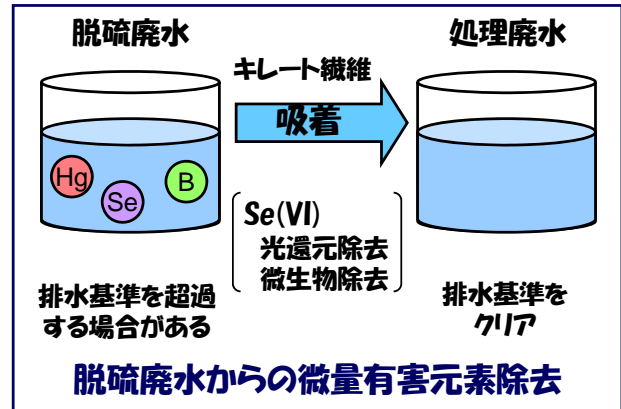 脱硫廃水
処理廃水
キレート繊維
吸着
Hg
Se
B
Se(VI)
光還元除去
微生物除去
排水基準を超過
する場合がある
排水基準を
クリア
脱硫廃水からの微量有害元素除去